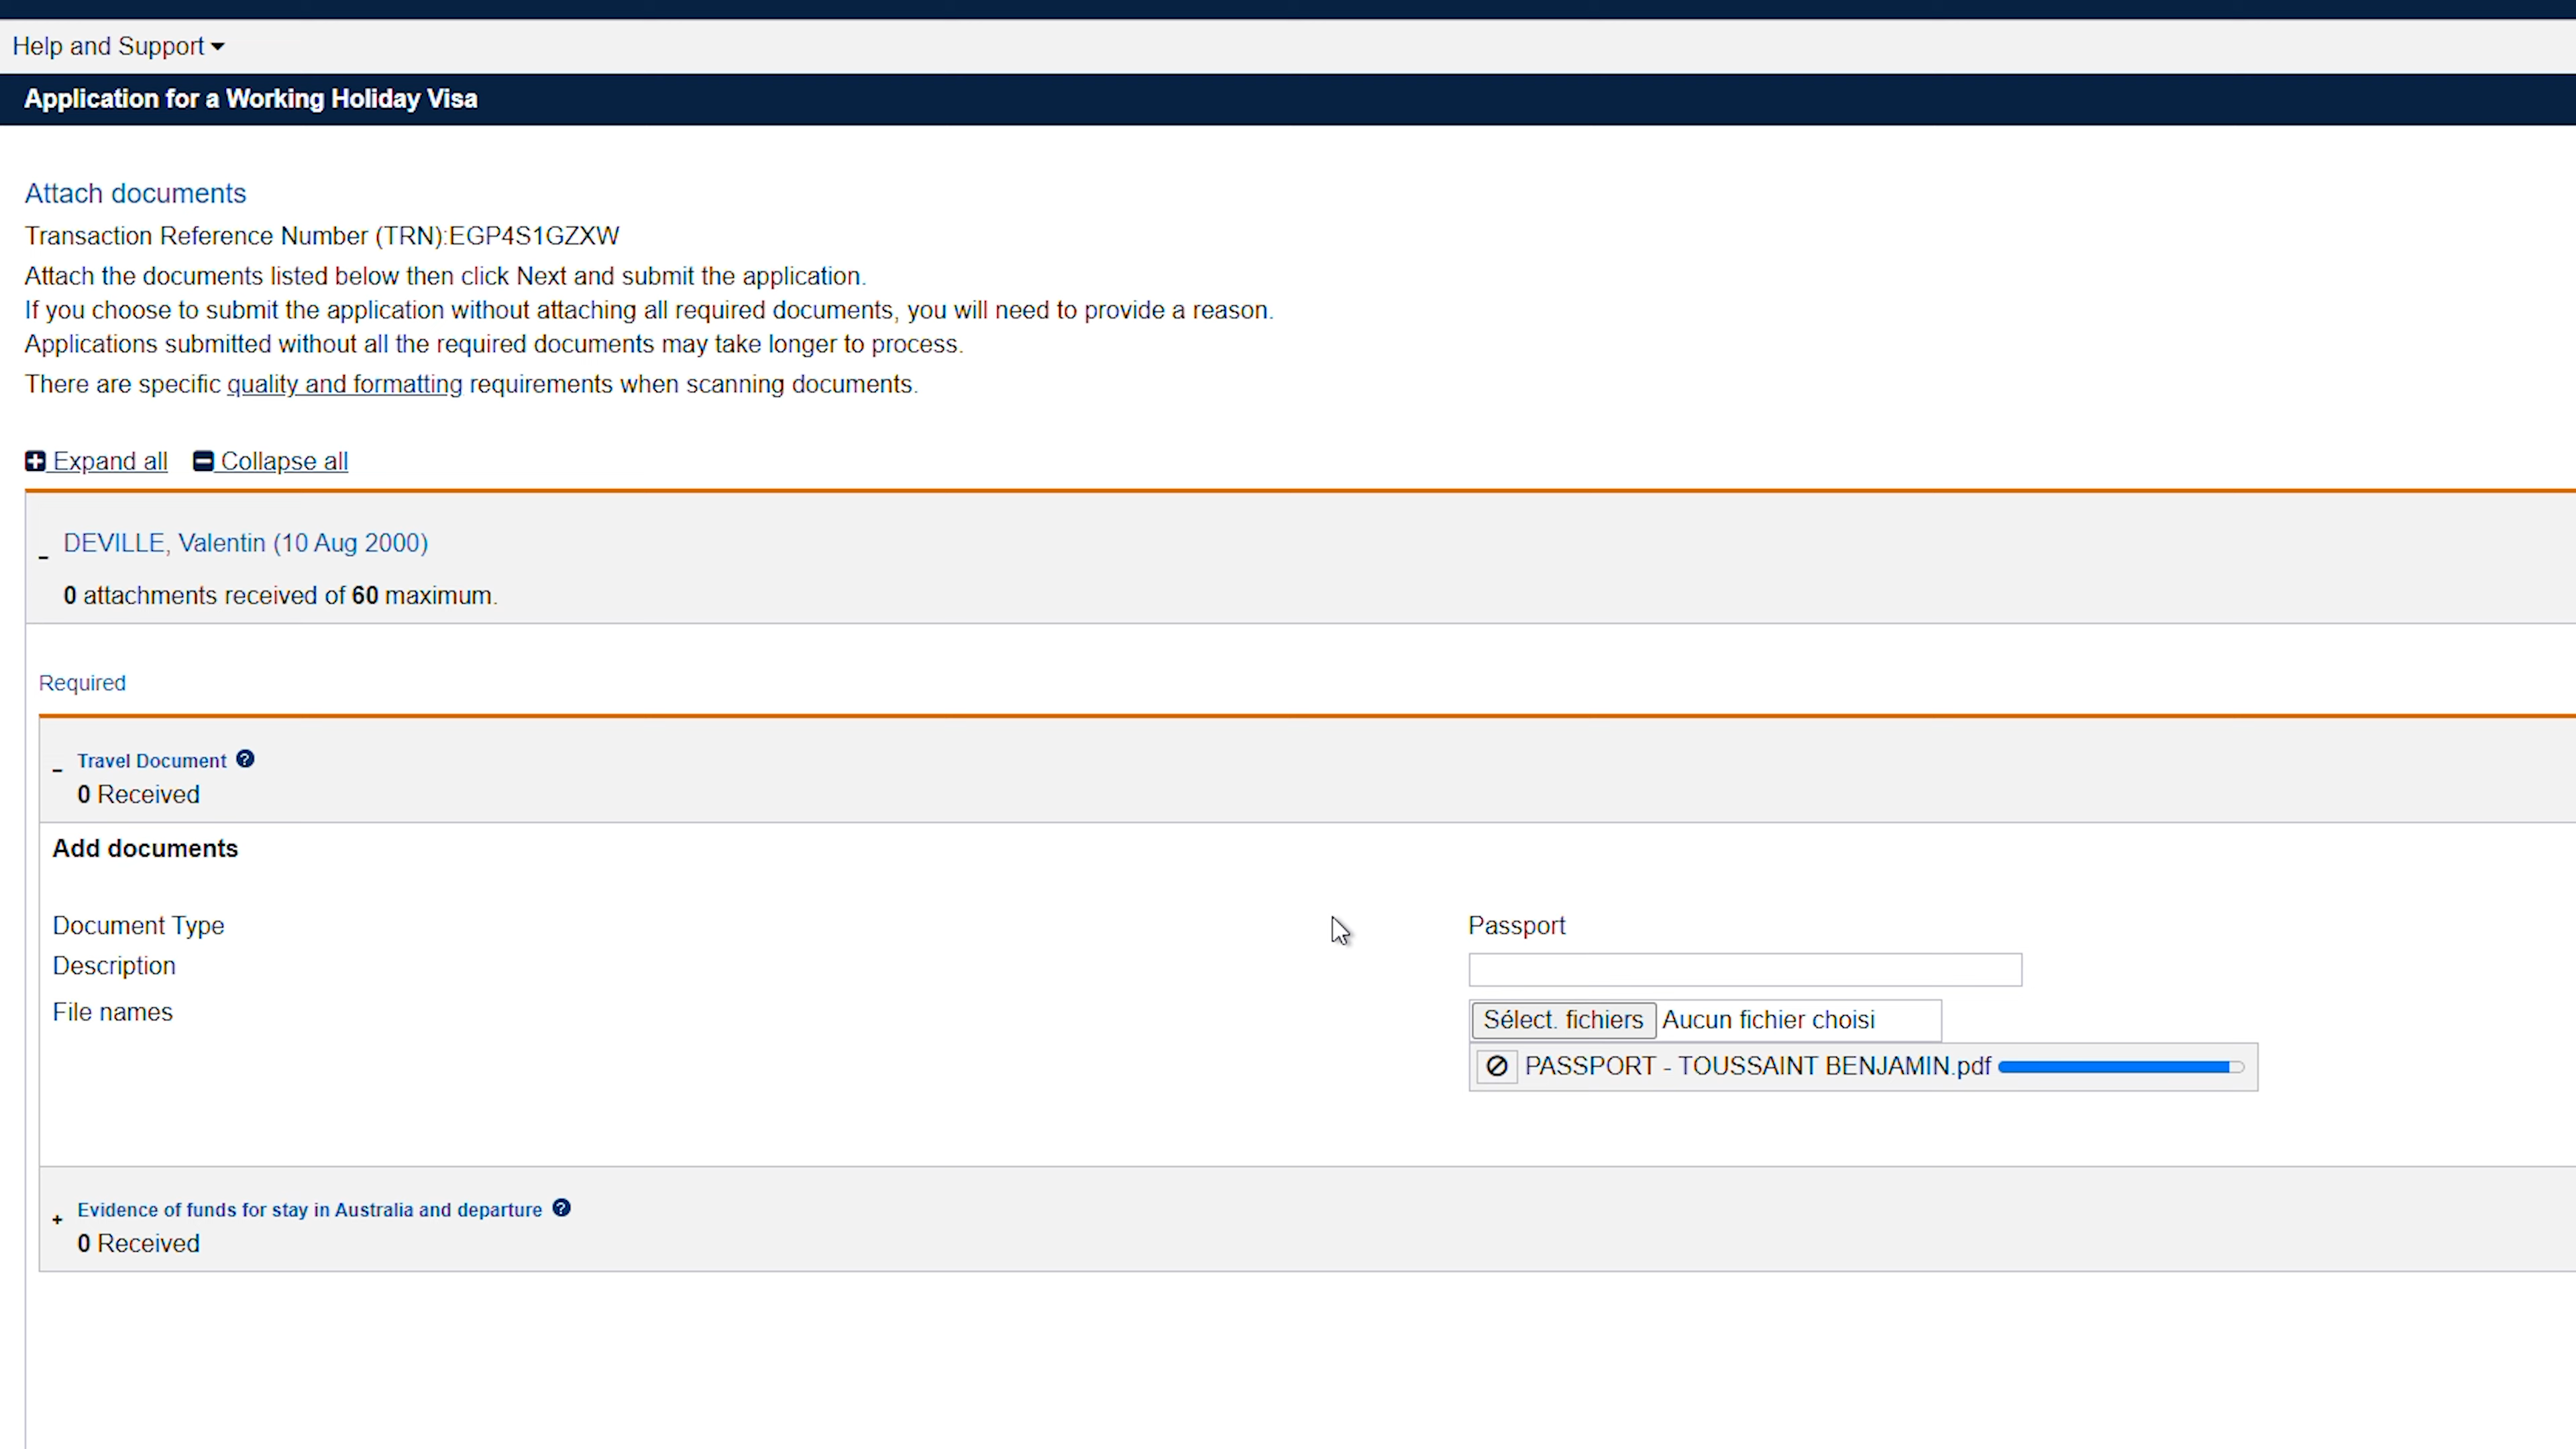 Help and Support
Application for a Working Holiday Visa
Attach documents
Transaction Reference Number (TRN):EGP4S1GZXW
Attach the documents listed below then click Next and submit the application.
If you choose to submit the application without attaching all required documents, you will need to provide a reason.
Applications submitted without all the required documents may take longer to process.
There are specific quality and formatting requirements when scanning documents.
Expand all Collapse all
DEVILLE, Valentin (10 Aug 2000)
0 attachments received of 60 maximum.
Required
Travel Document
0 Received
Add documents
Document Type Passport
Description
File names Sélect. fichiers Aucun fichier choisi
PASSPORT - TOUSSAINT BENJAMIN.pdf
Evidence of funds for stay in Australia and departure
0 Received